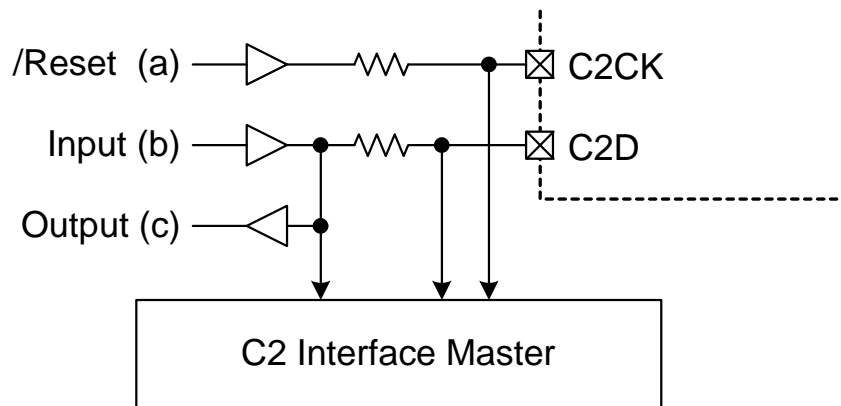 /Reset (a)
C2CK
Input (b)
C2D
Output (c)
C2 Interface Master